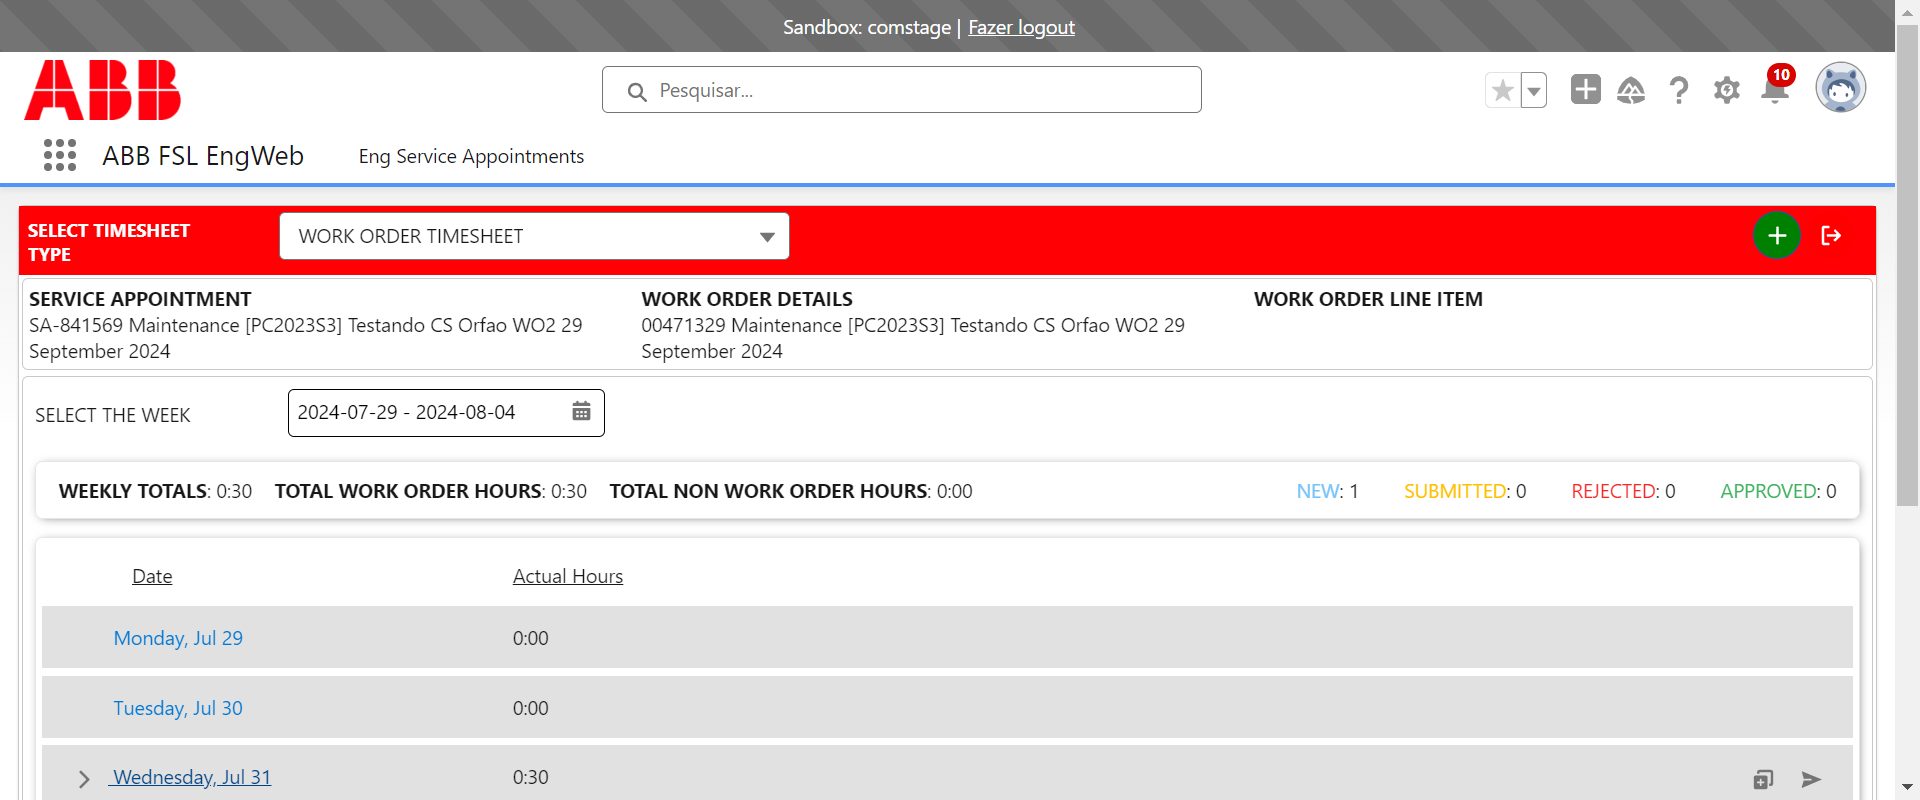 Sandbox: comstage | Fazer logout
ABB
Pesquisar...
10
ABB FSL EngWeb
Eng Service Appointments
SELECT TIMESHEET
TYPE
WORK ORDER TIMESHEET
SERVICE APPOINTMENT
SA-841569 Maintenance [PC2023S3] Testando CS Orfao WO2 29
September 2024
WORK ORDER DETAILS
00471329 Maintenance [PC2023S3] Testando CS Orfao WO2 29
September 2024
WORK ORDER LINE ITEM
SELECT THE WEEK
2024-07-29 - 2024-08-04
WEEKLY TOTALS: 0:30 TOTAL WORK ORDER HOURS: 0:30 TOTAL NON WORK ORDER HOURS: 0:00
NEW: 1 SUBMITTED: 0 REJECTED: 0 APPROVED: 0
Date Actual Hours
Monday, Jul 29 0:00
Tuesday, Jul 30 0:00
Wednesday, Jul 31 0:30